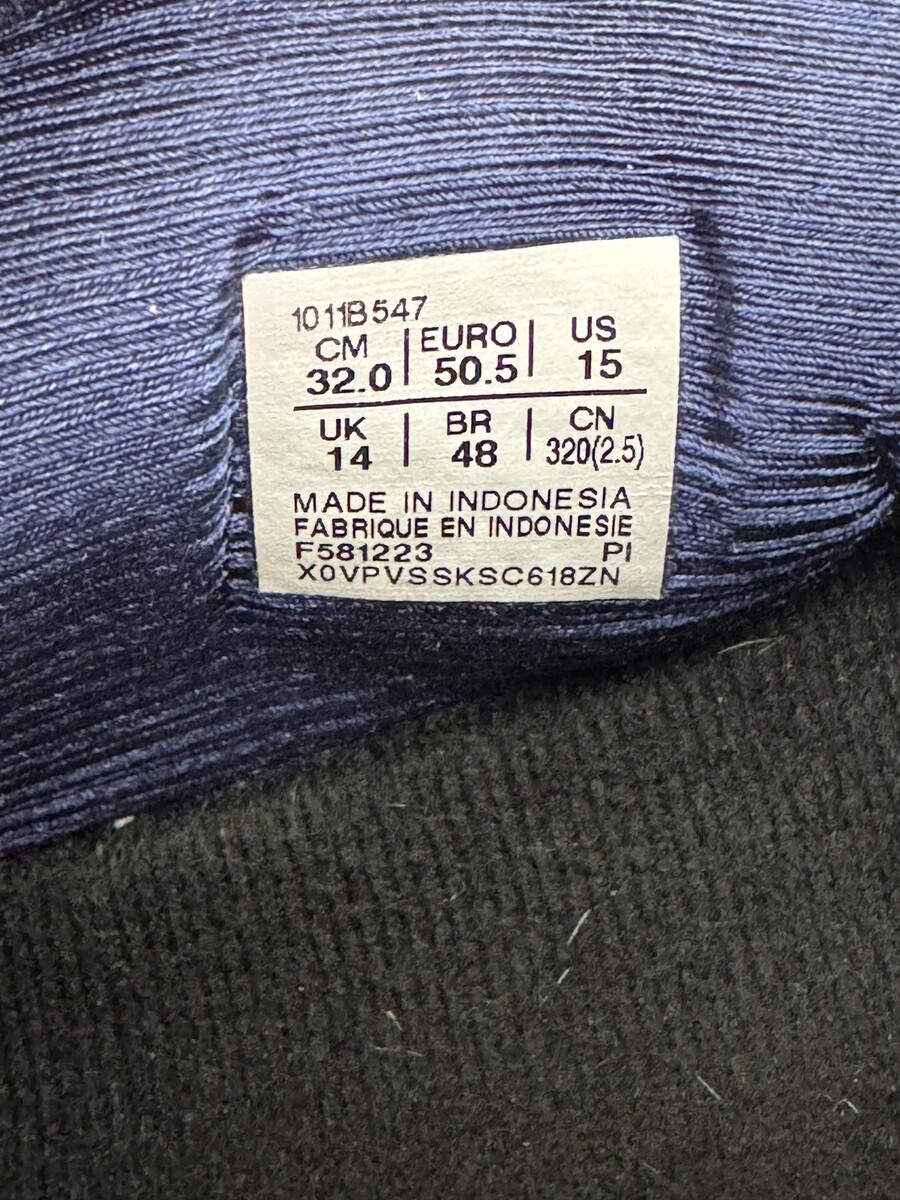 1011B547
CM | EURO | US
32.0 | 50.5 | 15
UK | BR | CN
14 | 48 | 320(2.5)
MADE IN INDONESIA
FABRIQUE EN INDONESIE
F581223 PI
X0VPVSSKSC618ZN